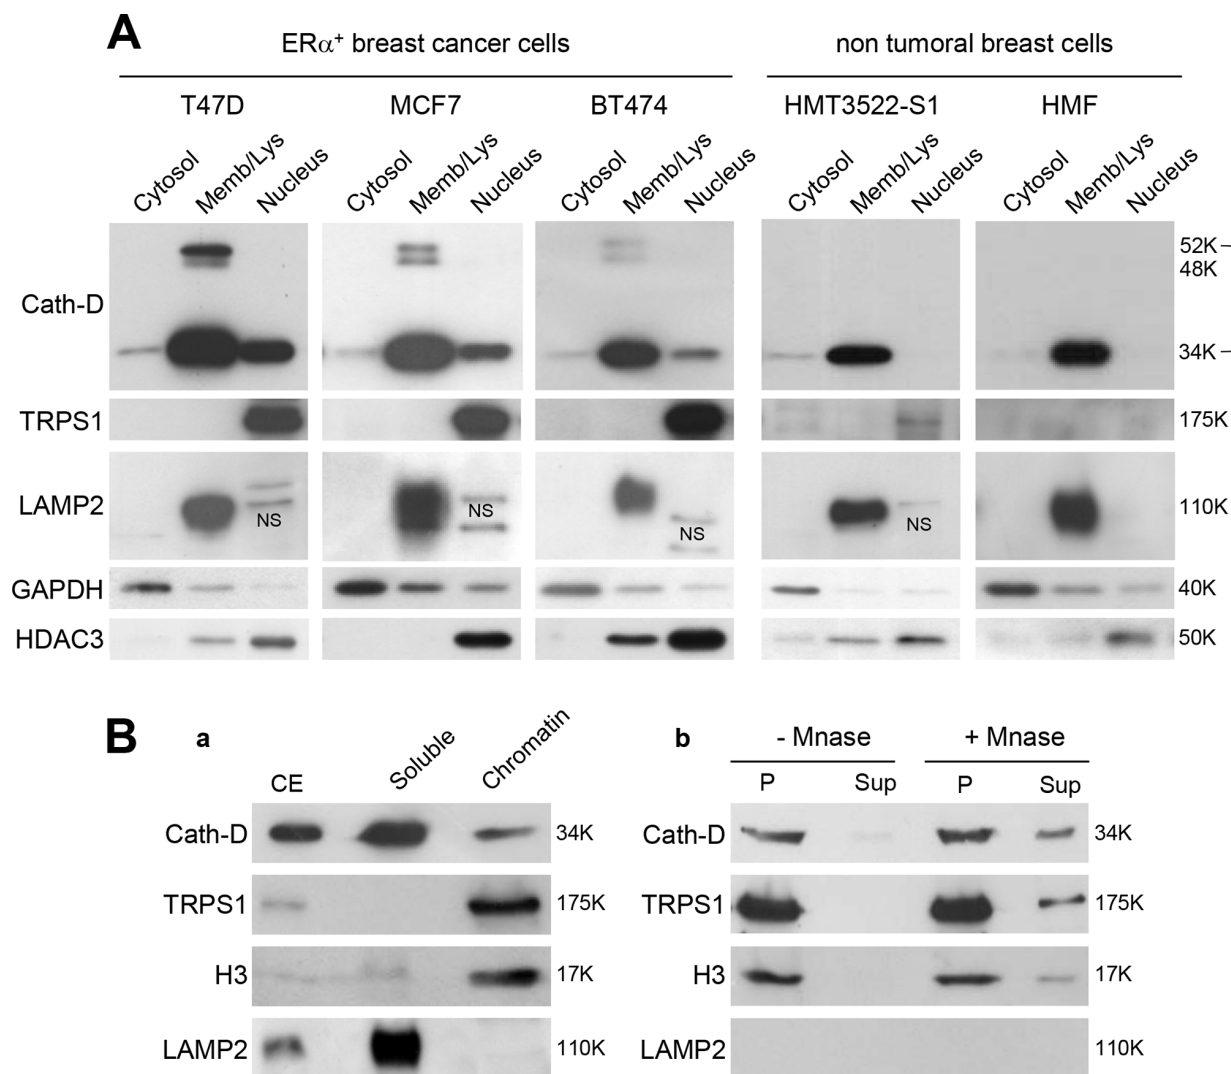 A
ERα+ breast cancer cells non tumoral breast cells
T47D MCF7 BT474 HMT3522-S1 HMF
Cytosol Memb/Lys Nucleus Cytosol Memb/Lys Nucleus Cytosol Memb/Lys Nucleus Cytosol Memb/Lys Nucleus Cytosol Memb/Lys Nucleus
52K
48K
Cath-D
34K
TRPS1 175K
LAMP2 NS NS NS NS 110K
GAPDH 40K
HDAC3 50K
B
a
CE Soluble Chromatin
Cath-D 34K
TRPS1 175K
H3 17K
LAMP2 110K
b
- Mnase + Mnase
P Sup P Sup
Cath-D 34K
TRPS1 175K
H3 17K
LAMP2 110K